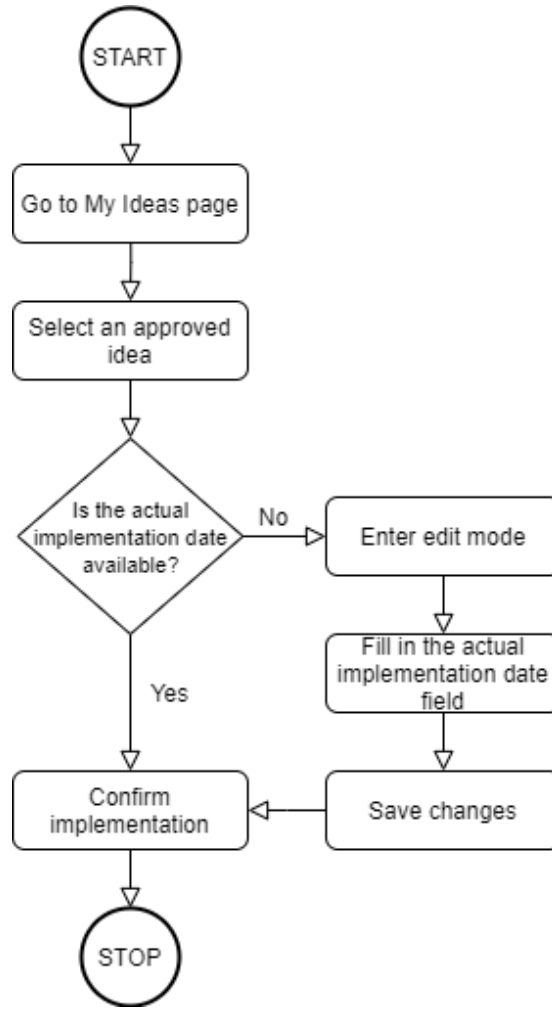 START
Go to My Ideas page
Select an approved
idea
Is the actual
implementation date
available?
No
Enter edit mode
Fill in the actual
implementation date
field
Yes
Confirm
implementation
Save changes
STOP